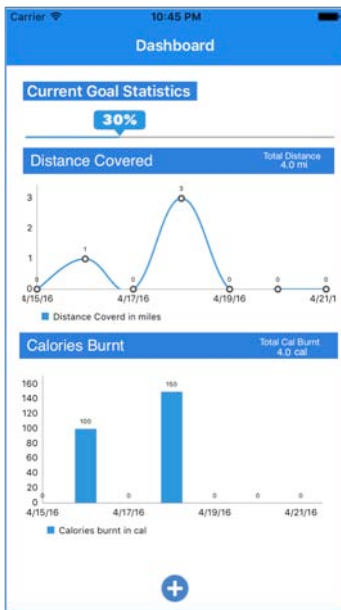 Carrier 10:45 PM
Dashboard
Current Goal Statistics
30%
Distance Covered
Total Distance
4.0 mi
3
3
2
1
1
0
0 0 0 0 0
4/15/16 4/17/16 4/19/16 4/21/1
Distance Coverd in miles
Calories Burnt
Total Cal Burnt
4.0 cal
160
150
140
120
100
100
80
60
40
20
0
0 0 0 0 0
4/15/16 4/17/16 4/19/16 4/21/16
Calories burnt in cal